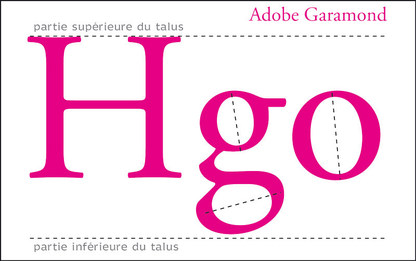 Adobe Garamond
partie supérieure du talus
Hgo
partie inférieure du talus